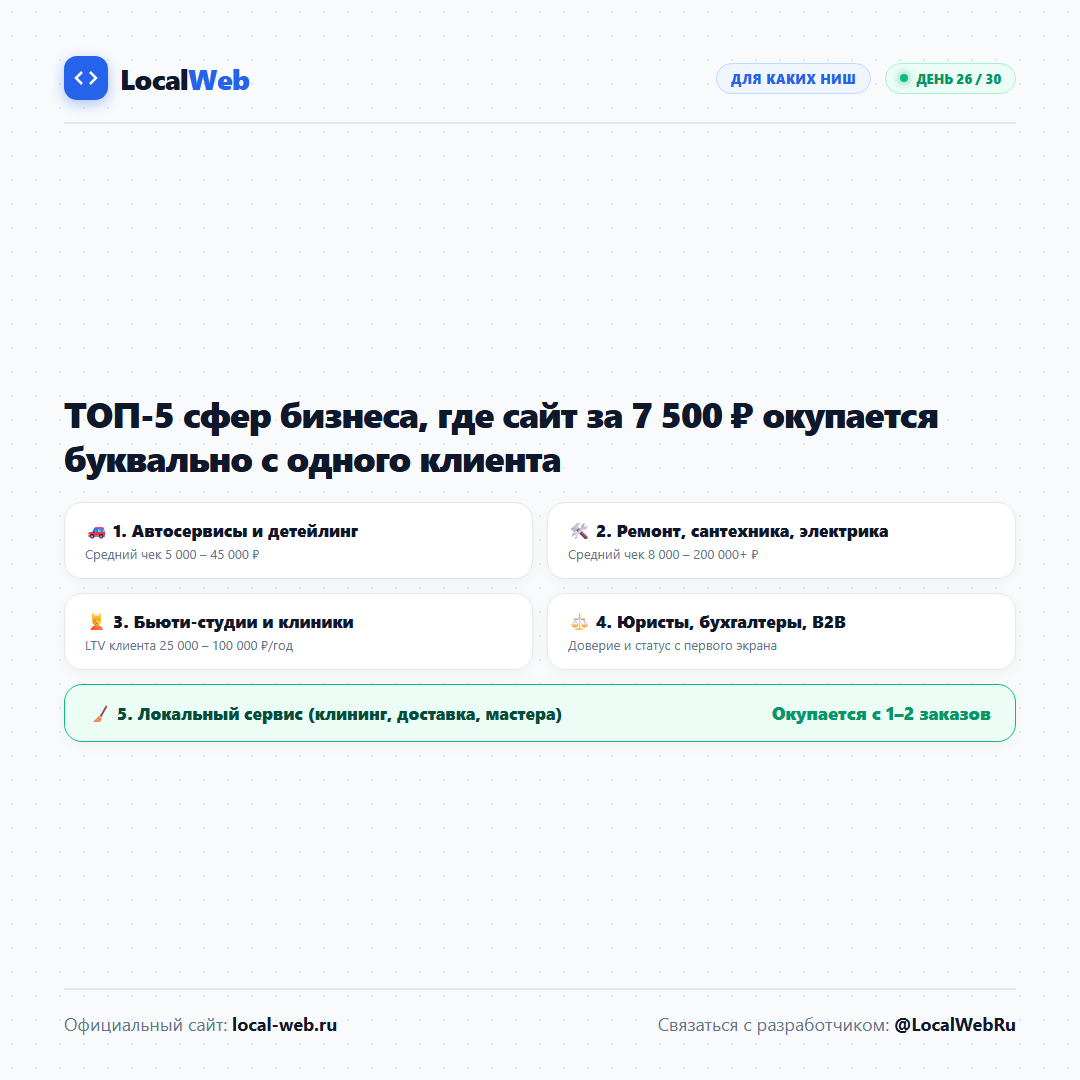 LocalWeb
ДЛЯ КАКИХ НИШ
ДЕНЬ 26 / 30
ТОП-5 сфер бизнеса, где сайт за 7 500 ₽ окупается
буквально с одного клиента
1. Автосервисы и детейлинг
Средний чек 5 000 – 45 000 ₽
2. Ремонт, сантехника, электрика
Средний чек 8 000 – 200 000+ ₽
3. Бьюти-студии и клиники
LTV клиента 25 000 – 100 000 ₽/год
4. Юристы, бухгалтеры, B2B
Доверие и статус с первого экрана
5. Локальный сервис (клининг, доставка, мастера)
Окупается с 1–2 заказов
Официальный сайт: local-web.ru
Связаться с разработчиком: @LocalWebRu